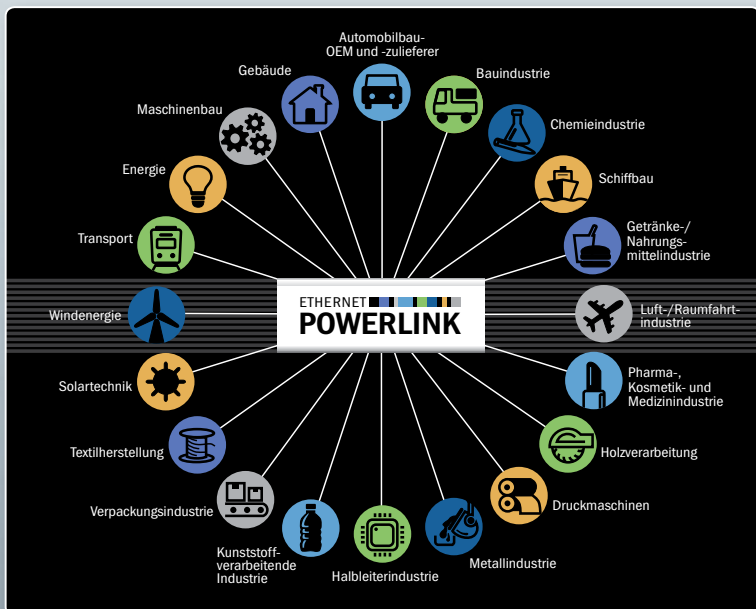 Automobilbau-
OEM und -zulieferer
Bauindustrie
Chemieindustrie
Schiffbau
Getränke-/
Nahrungs-
mittelindustrie
Luft-/Raumfahrt-
industrie
Pharma-,
Kosmetik- und
Medizinindustrie
Holzverarbeitung
Druckmaschinen
Metallindustrie
Halbleiterindustrie
Kunststoff-
verarbeitende
Industrie
Verpackungsindustrie
Textilherstellung
Solartechnik
Windenergie
Transport
Energie
Maschinenbau
Gebäude
ETHERNET
POWERLINK